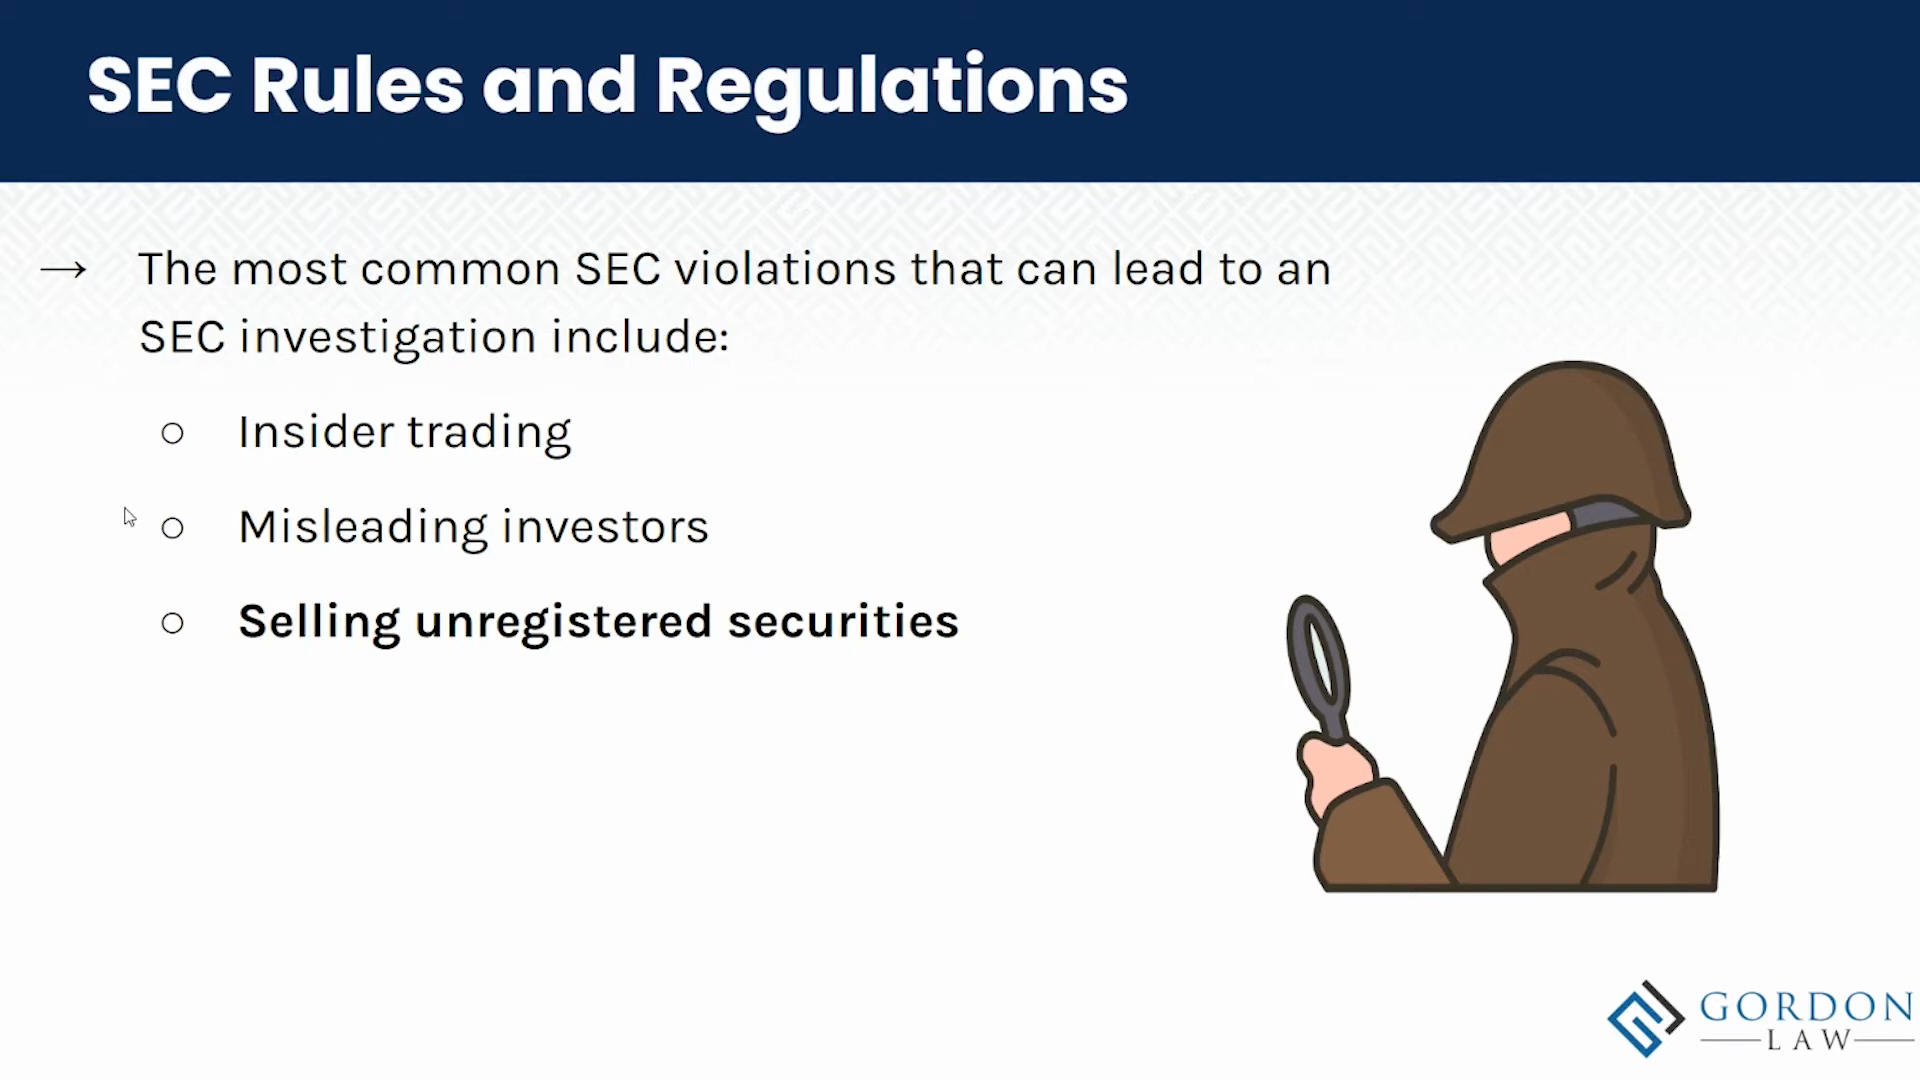 SEC Rules and Regulations
→ The most common SEC violations that can lead to an
SEC investigation include:
○ Insider trading
○ Misleading investors
○ Selling unregistered securities
GORDON
LAW